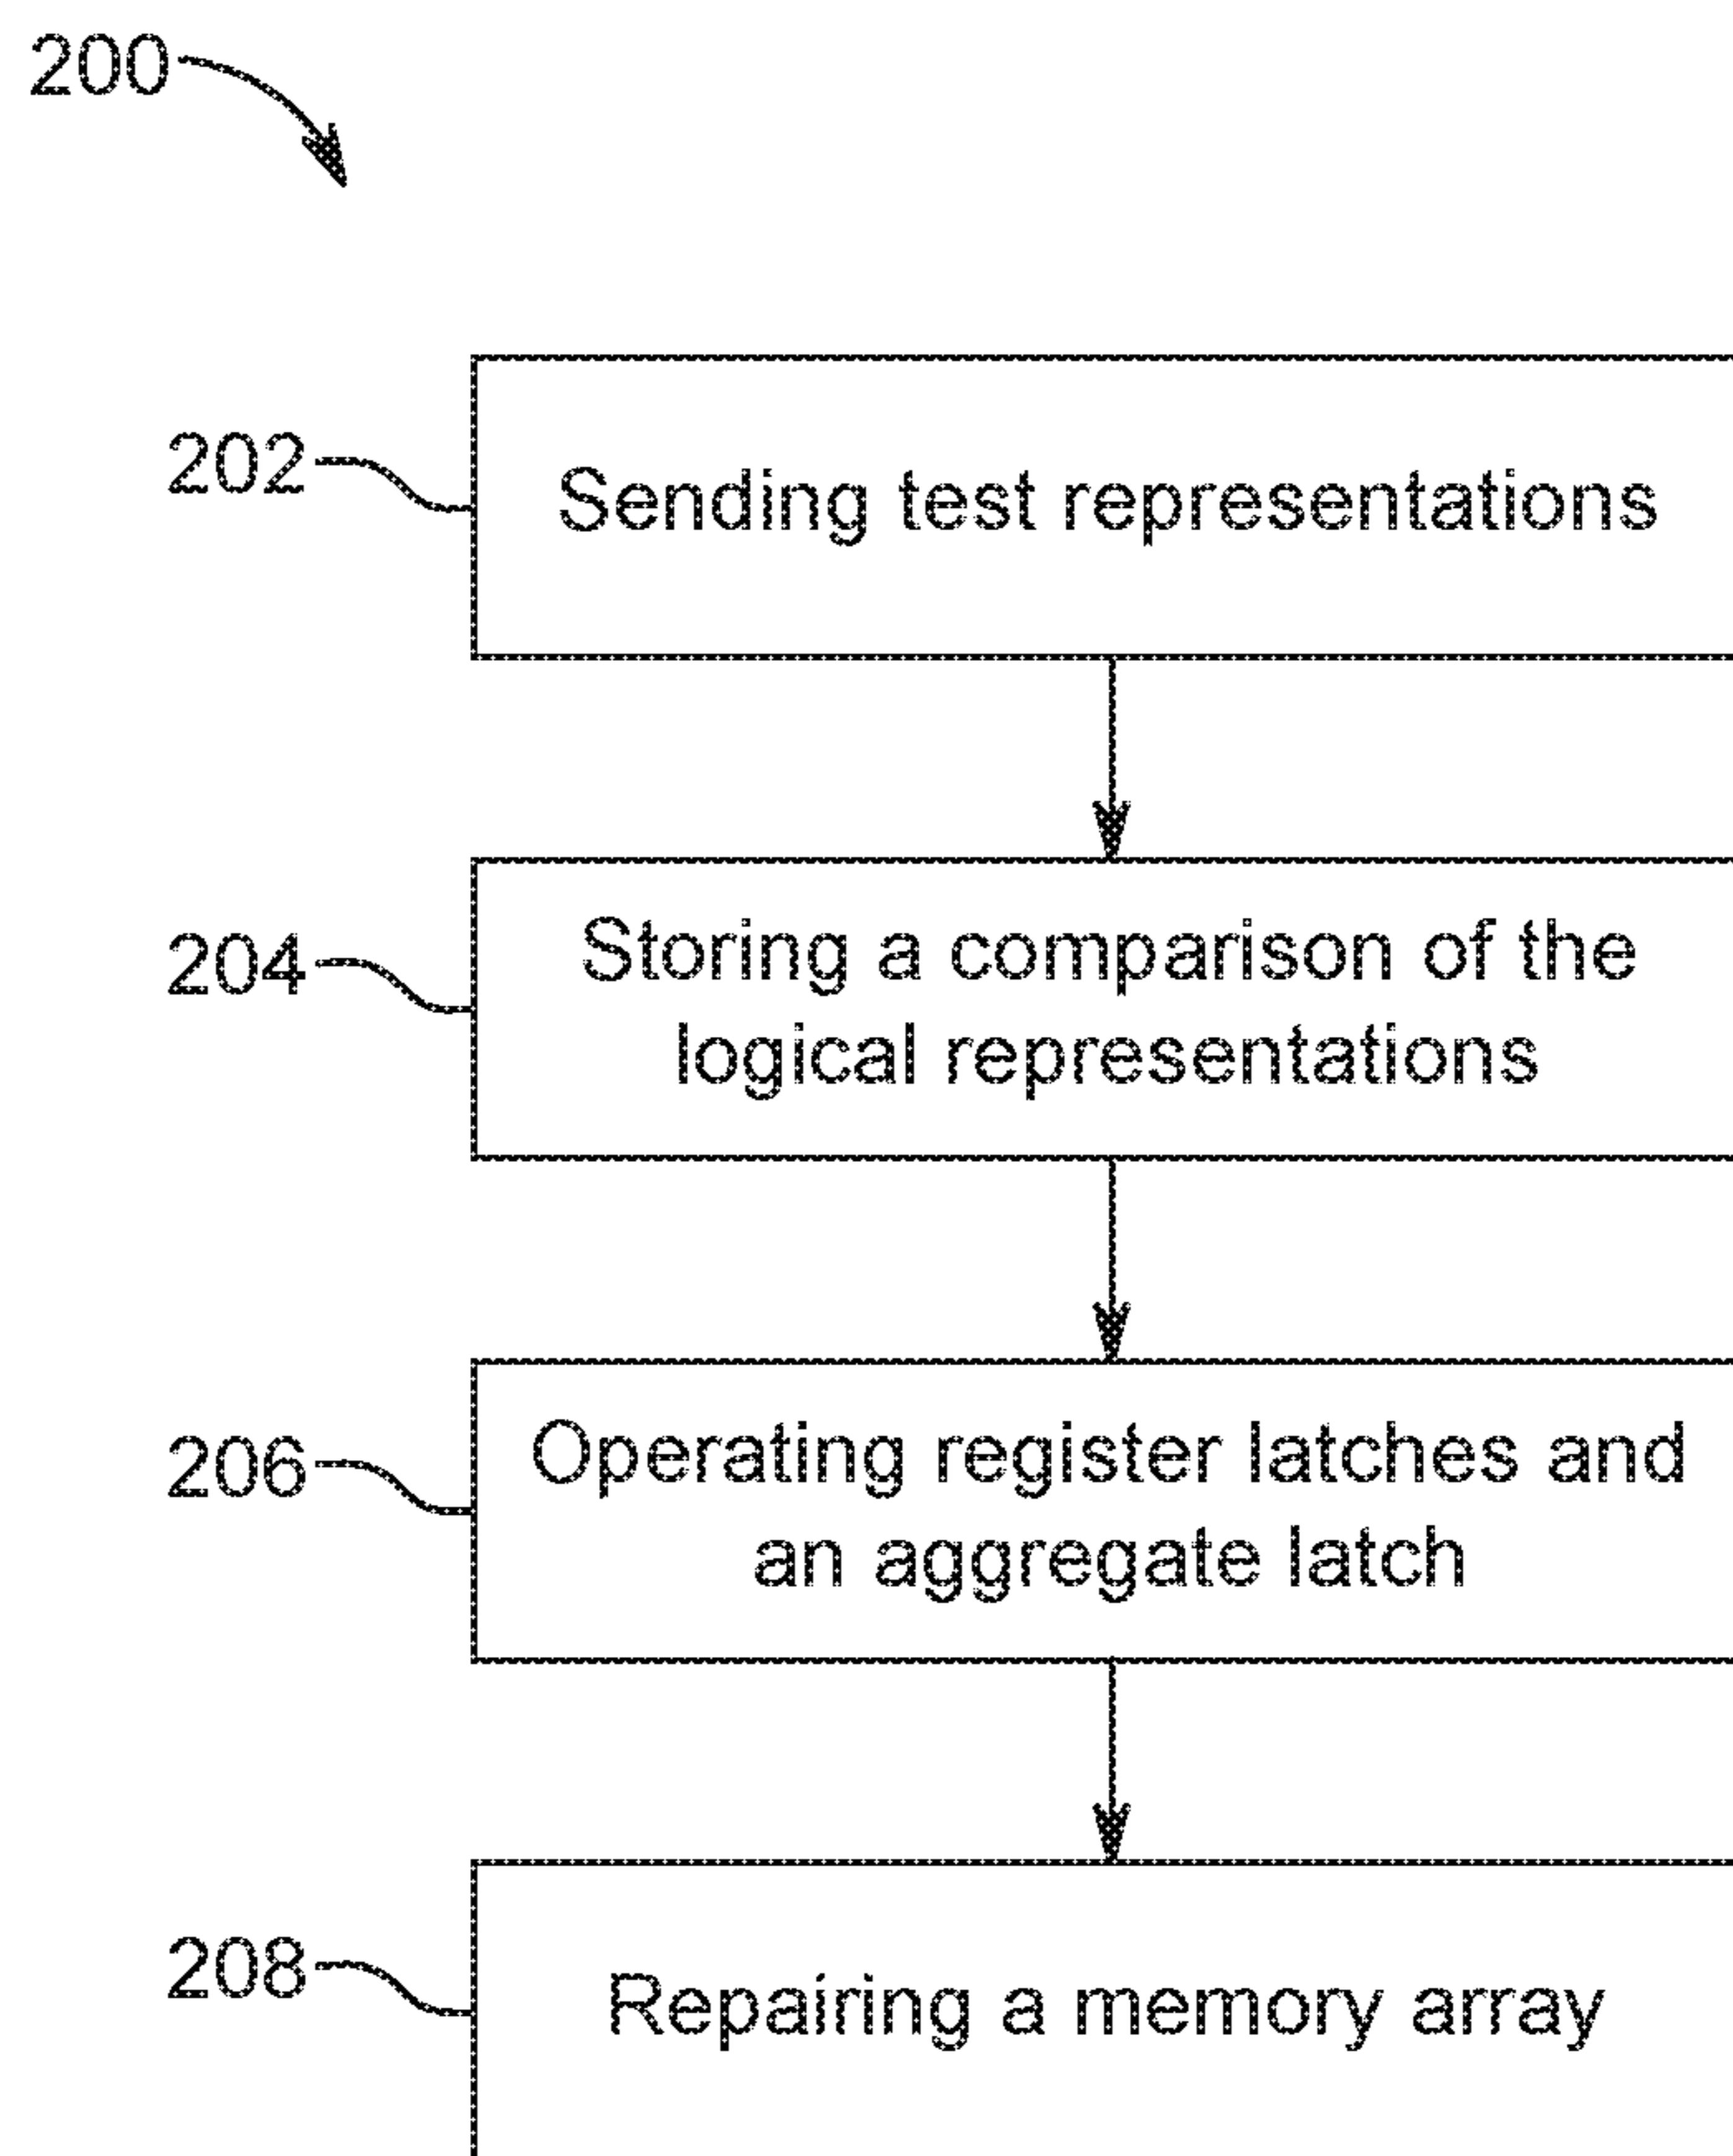 200
202
Sending test representations
204
Storing a comparison of the
logical representations
206
Operating register latches and
an aggregate latch
208
Repairing a memory array